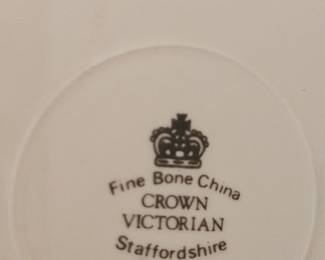 Fine Bone China
CROWN
VICTORIAN
Staffordshire